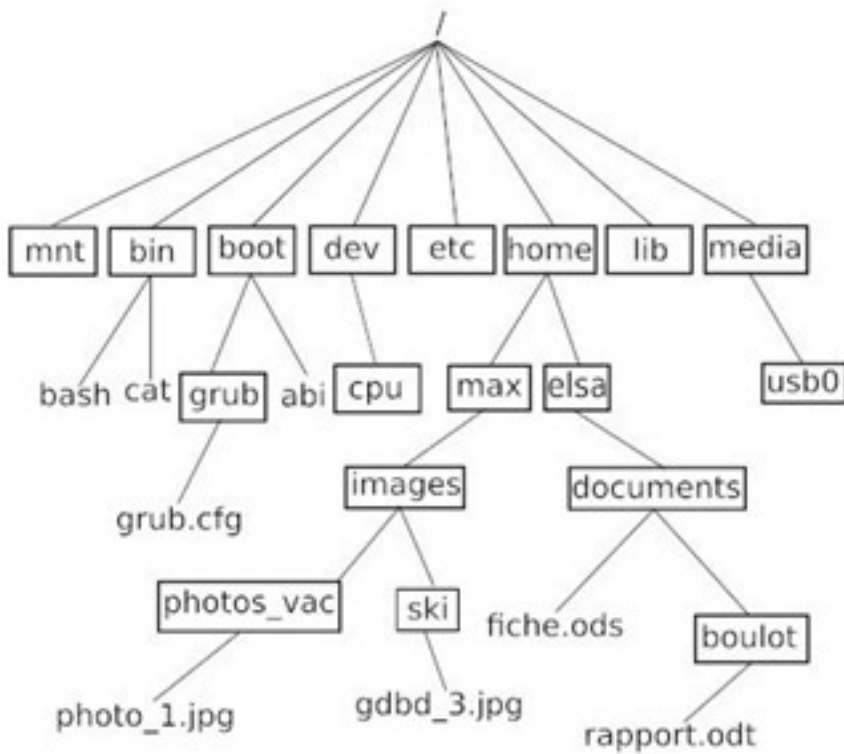 /
mnt bin boot dev etc home lib media
bash cat grub abi cpu max elsa usb0
grub.cfg images documents
photos_vac ski fiche.ods boulot
photo_1.jpg gdbd_3.jpg rapport.odt